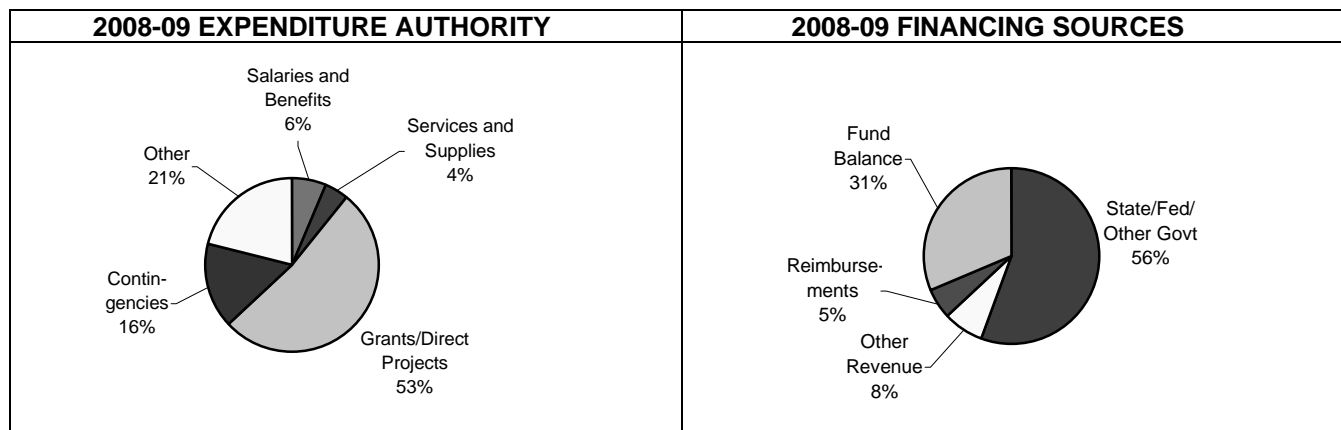 2008-09 EXPENDITURE AUTHORITY
Salaries and
Benefits
6%
Services and
Supplies
4%
Other
21%
Contin-
gencies
16%
Grants/Direct
Projects
53%
2008-09 FINANCING SOURCES
Fund
Balance
31%
State/Fed/
Other Govt
56%
Reimburse-
ments
5%
Other
Revenue
8%